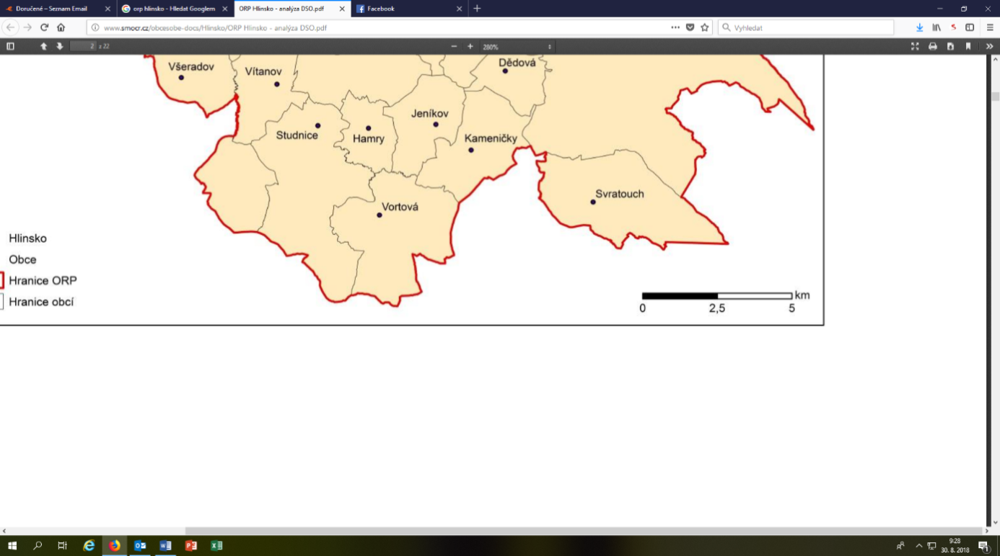 Doručené – Seznam Email
orp hlinsko - Hledat Googlem
ORP Hlinsko - analýza DSO.pdf
Facebook
www.smocr.cz/obcesobe-docs/Hlinsko/ORP Hlinsko - analýza DSO.pdf
Vyhledat
2 z 22
280%
Všeradov
Vítanov
Dědová
Jeníkov
Studnice
Hamry
Kameničky
Svratouch
Vortová
Hlinsko
Obce
Hranice ORP
Hranice obcí
km
0 2,5 5
9:28
30. 8. 2018
1